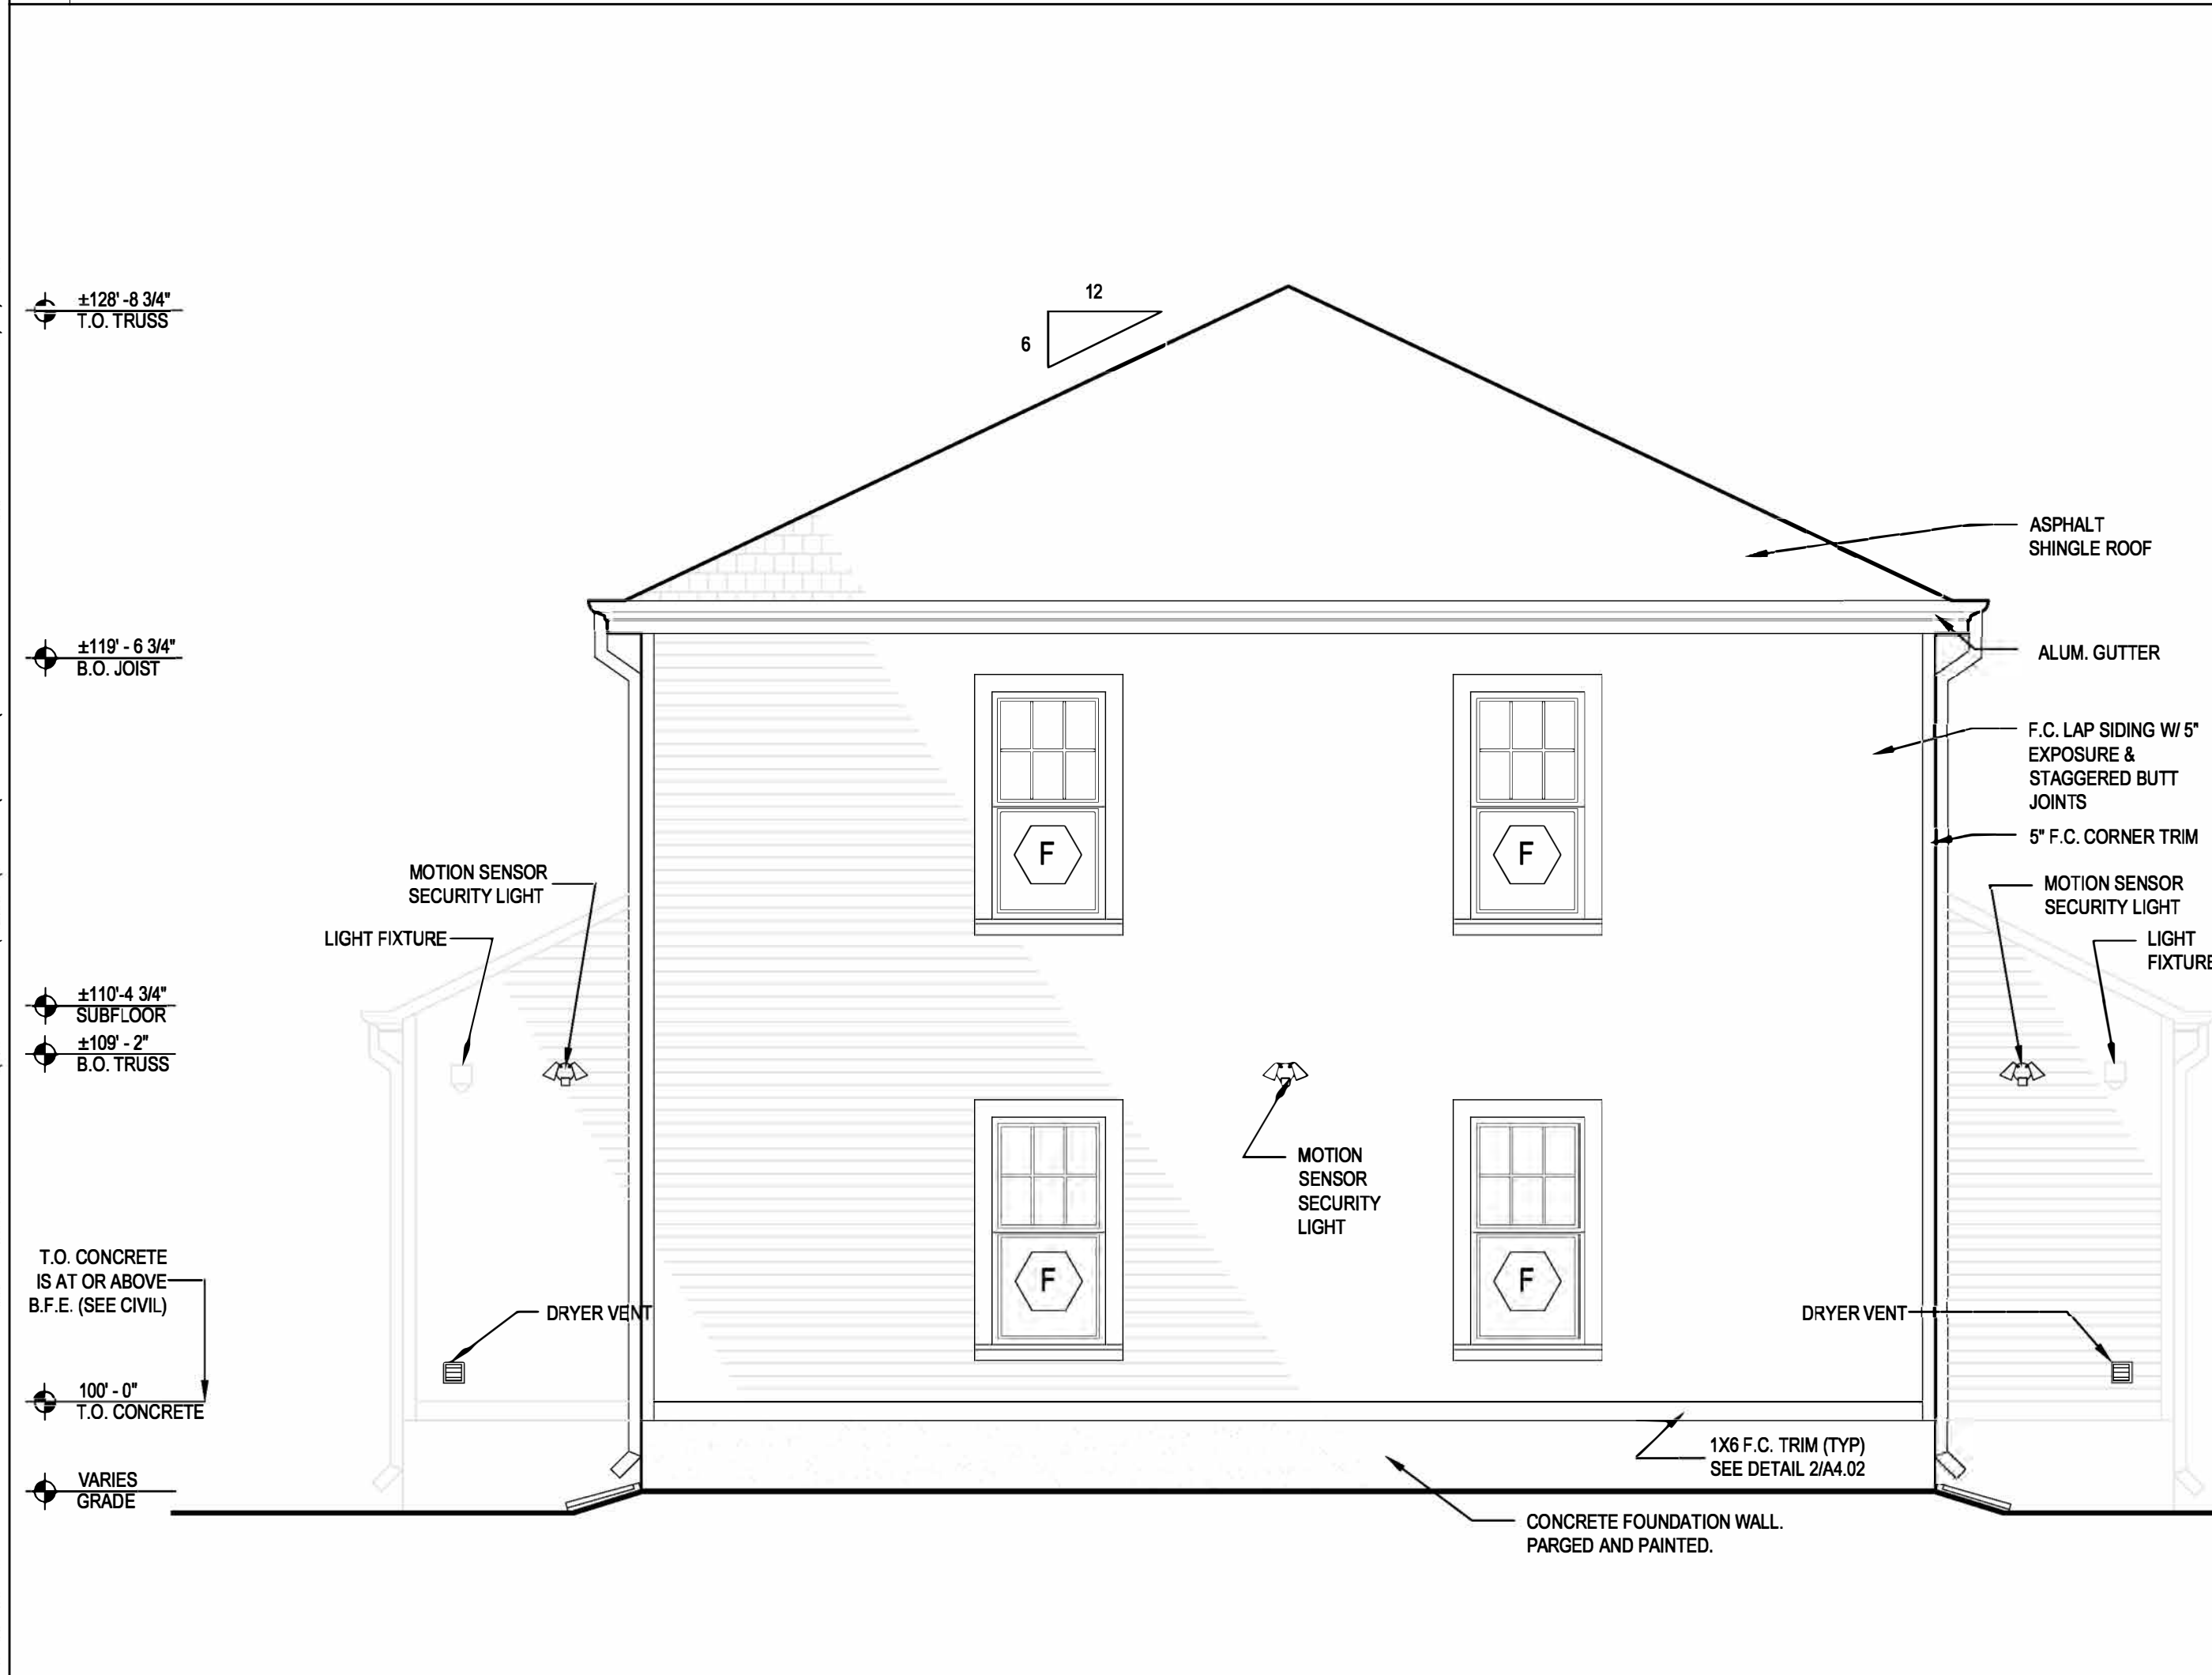 ±128' -8 3/4"
T.O. TRUSS
12
6
ASPHALT
SHINGLE ROOF
±119' - 6 3/4"
B.O. JOIST
ALUM. GUTTER
F.C. LAP SIDING W/ 5"
EXPOSURE &
STAGGERED BUTT
JOINTS
5" F.C. CORNER TRIM
F
F
MOTION SENSOR
SECURITY LIGHT
LIGHT FIXTURE
MOTION SENSOR
SECURITY LIGHT
LIGHT
FIXTURE
±110'-4 3/4"
SUBFLOOR
±109' - 2"
B.O. TRUSS
MOTION
SENSOR
SECURITY
LIGHT
T.O. CONCRETE
IS AT OR ABOVE
B.F.E. (SEE CIVIL)
F
F
DRYER VENT
DRYER VENT
100' - 0"
T.O. CONCRETE
1X6 F.C. TRIM (TYP)
SEE DETAIL 2/A4.02
VARIES
GRADE
CONCRETE FOUNDATION WALL.
PARGED AND PAINTED.